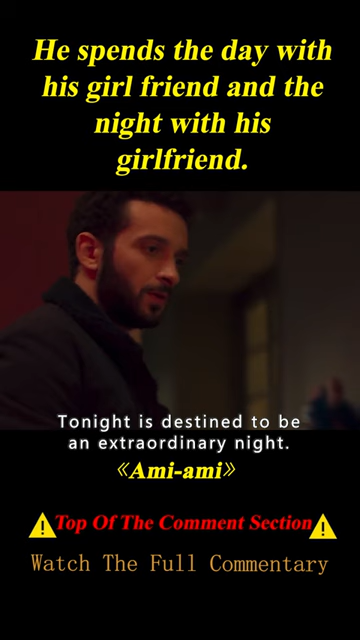 He spends the day with
his girl friend and the
night with his
girlfriend.
Tonight is destined to be
an extraordinary night.
《Ami-ami》
Top Of The Comment Section
Watch The Full Commentary